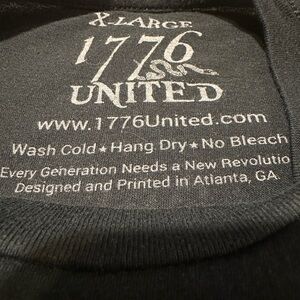 X-LARGE
1776
UNITED
www.1776United.com
Wash Cold★Hang Dry★No Bleach
Every Generation Needs a New Revolutio
Designed and Printed in Atlanta, GA.